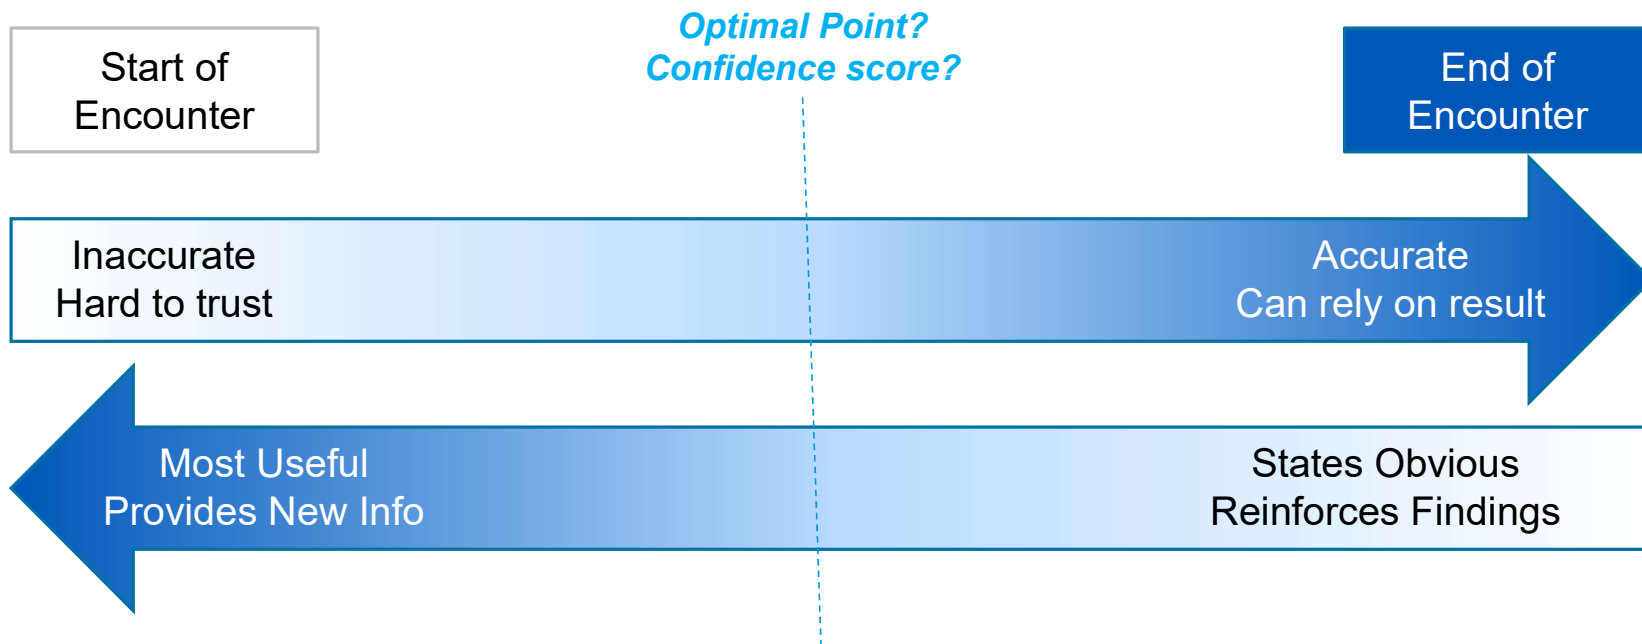 Optimal Point?
Confidence score?
Start of
Encounter
End of
Encounter
Inaccurate
Hard to trust
Accurate
Can rely on result
Most Useful
Provides New Info
States Obvious
Reinforces Findings